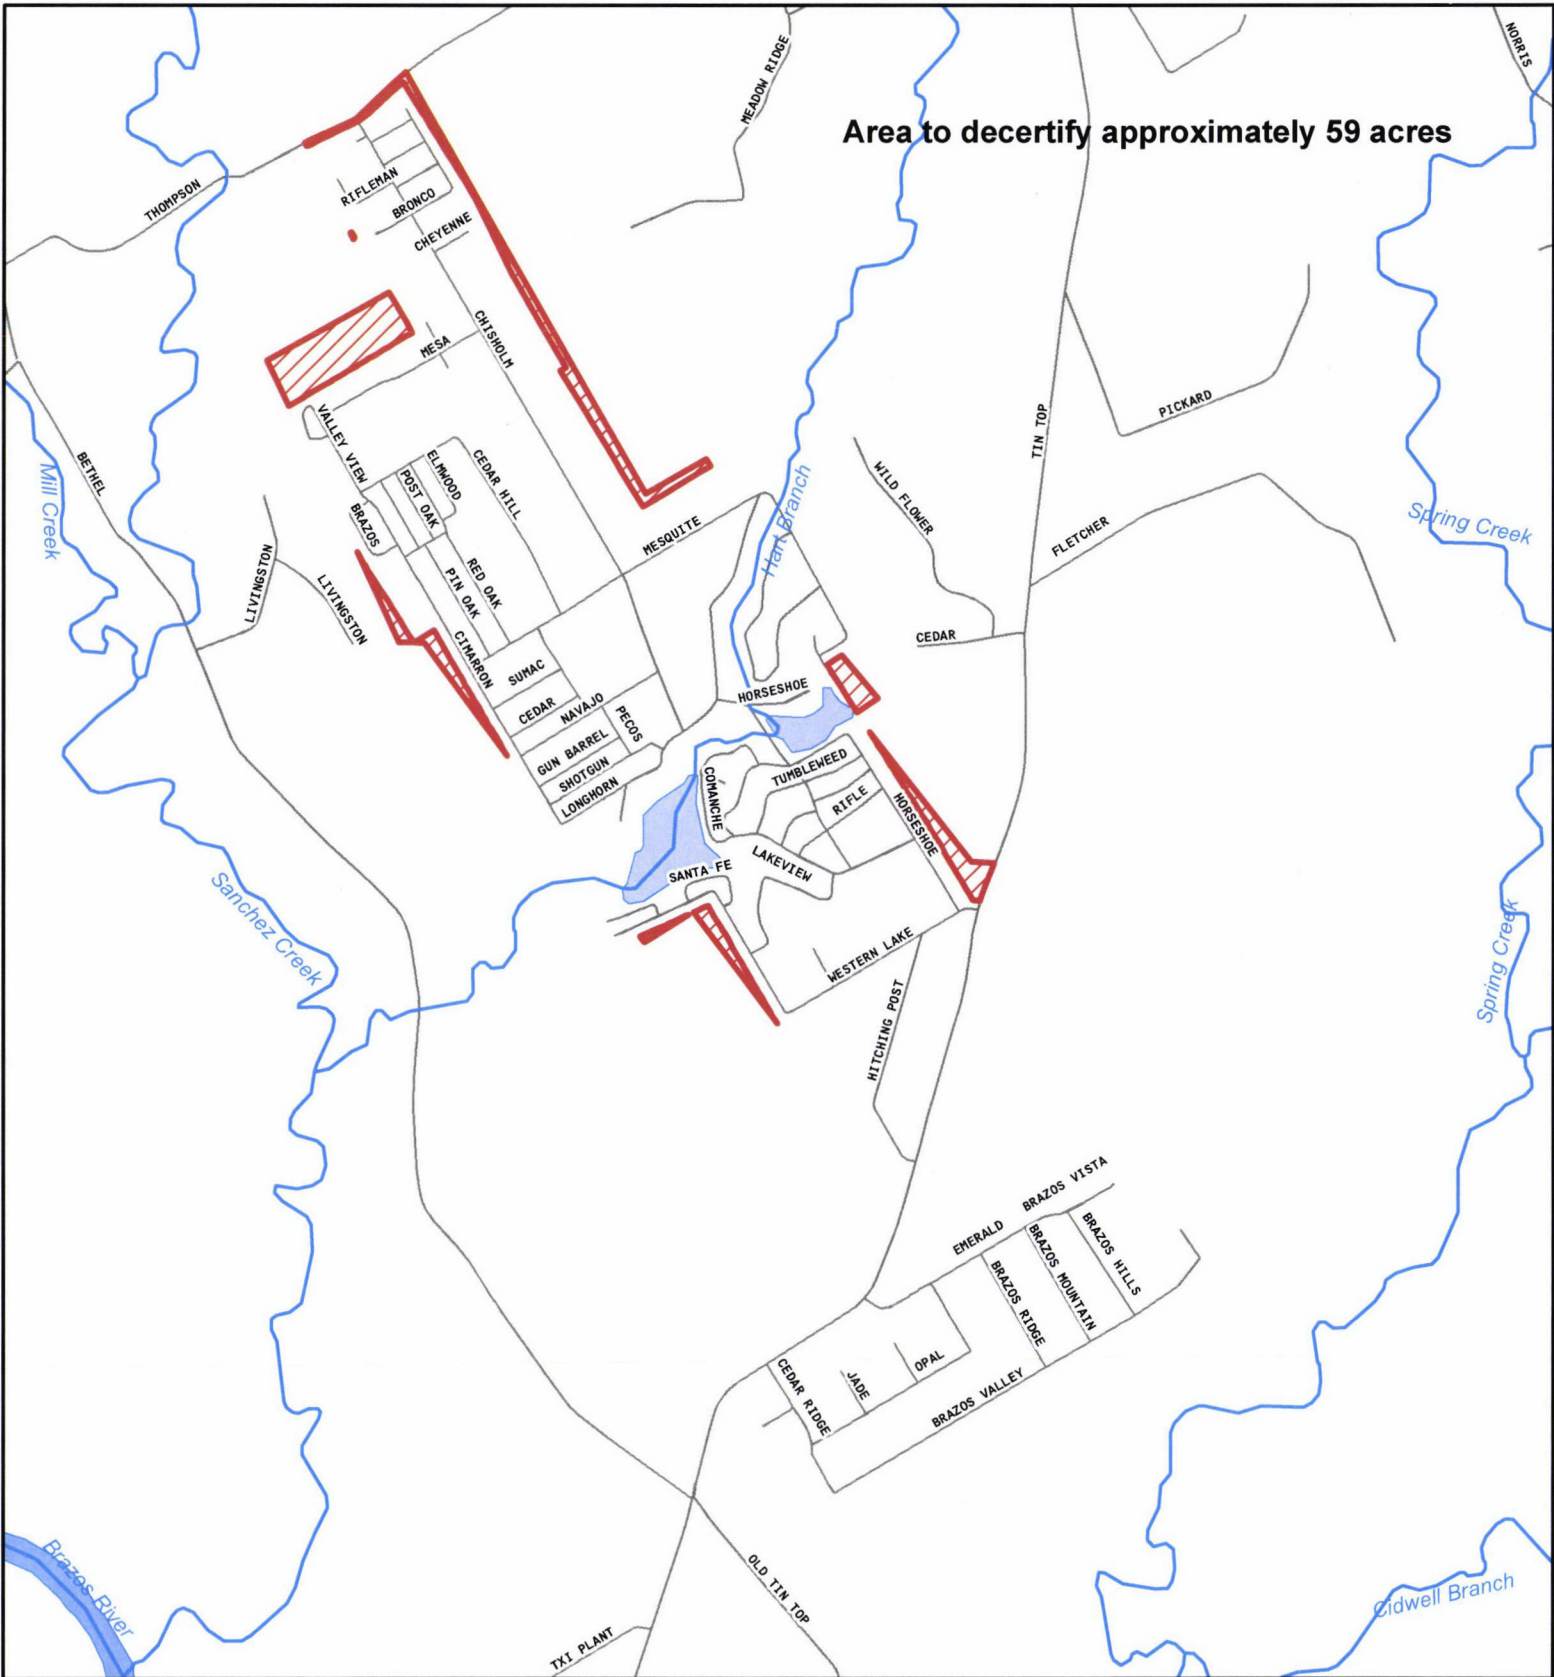 NORRIS
MEADOW RIDGE
Area to decertify approximately 59 acres
THOMPSON
RIFLEMAN
BRONCO
CHEYENNE
CHISHOLM
MESA
VALLEY VIEW
PICKARD
TIN TOP
BETHEL
Mill Creek
ELMWOOD
POST OAK
CEDAR HILL
BRAZOS
WILD FLOWER
Hart Branch
MESQUITE
FLETCHER
Spring Creek
LIVINGSTON
LIVINGSTON
PIN OAK
RED OAK
CIMARRON
CEDAR
SUMAC
HORSESHOE
CEDAR
NAVAJO
PECOS
GUN BARREL
SHOTGUN
LONGHORN
COMANCHE
TUMBLEWEED
RIFLE
HORSESHOE
LAKEVIEW
SANTA FE
Sanchez Creek
WESTERN LAKE
Spring Creek
HITCHING POST
BRAZOS VISTA
EMERALD
BRAZOS HILLS
BRAZOS MOUNTAIN
BRAZOS RIDGE
OPAL
JADE
CEDAR RIDGE
BRAZOS VALLEY
Brazos River
OLD TIN TOP
TXI PLANT
Cidwell Branch